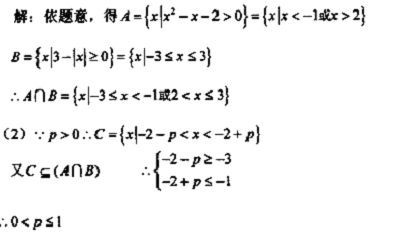 解：依题意，得 A={x|x²-x-2>0}={x|x<-1或x>2}
B={x|3-|x|≥0}={x|-3≤x≤3}
∴A∩B={x|-3≤x<-1或2<x≤3}
（2）∵p>0∴C={x|-2-p<x<-2+p}
又C⊆(A∩B) ∴{-2-p≥-3
-2+p≤-1
∴0<p≤1